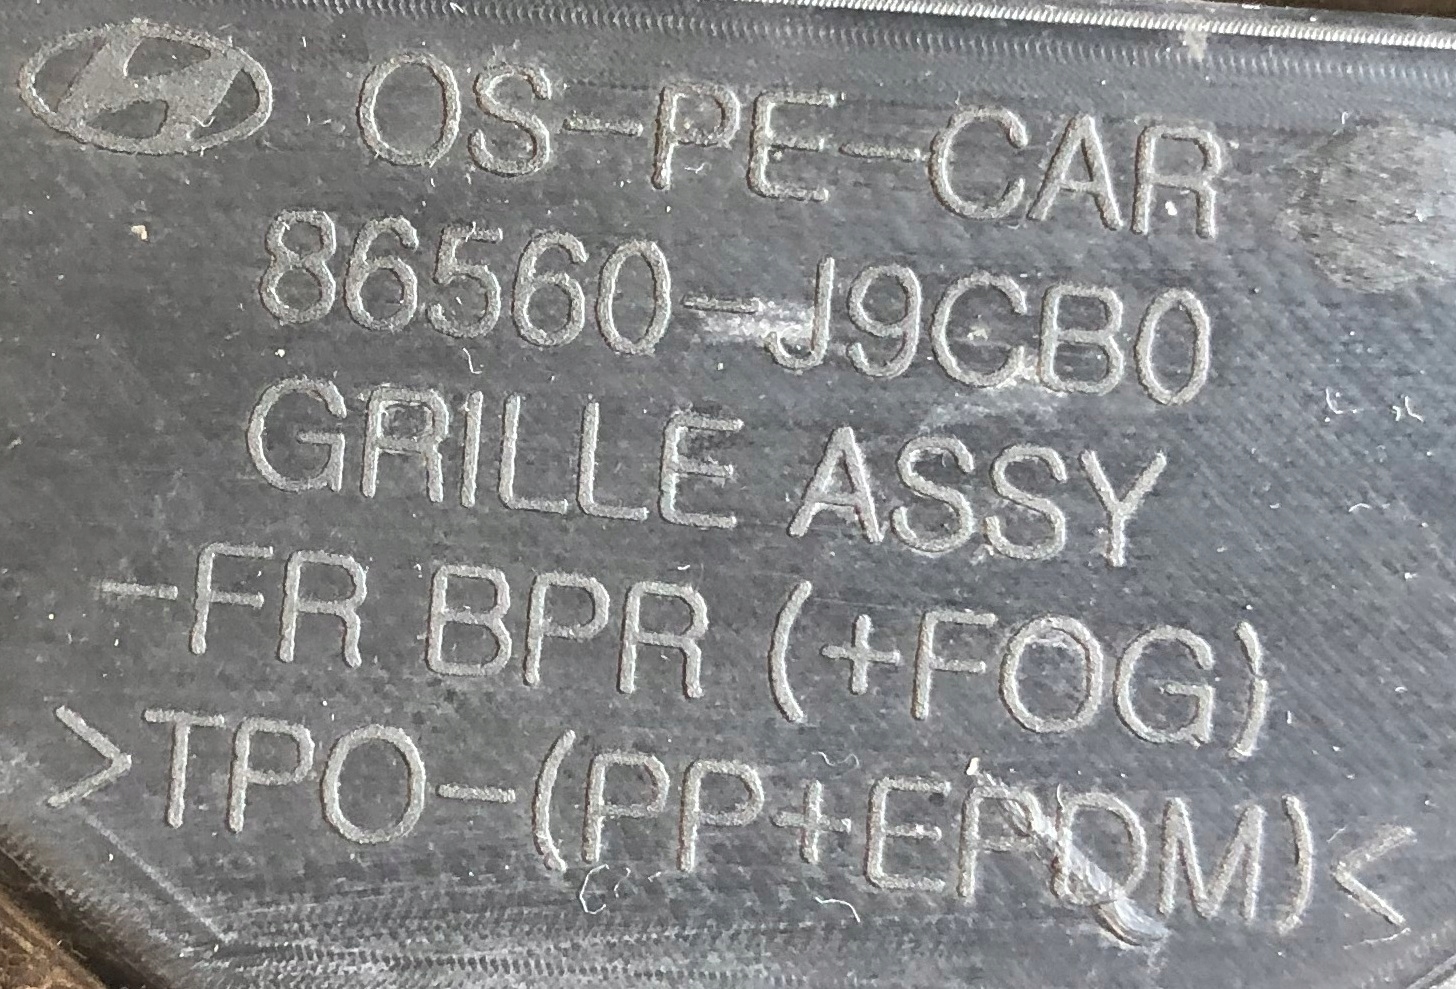 OS-PE-CAR
86560-J9CB0
GRILLE ASSY
-FR BPR (+FOG)
>TPO-(PP+EPDM)<